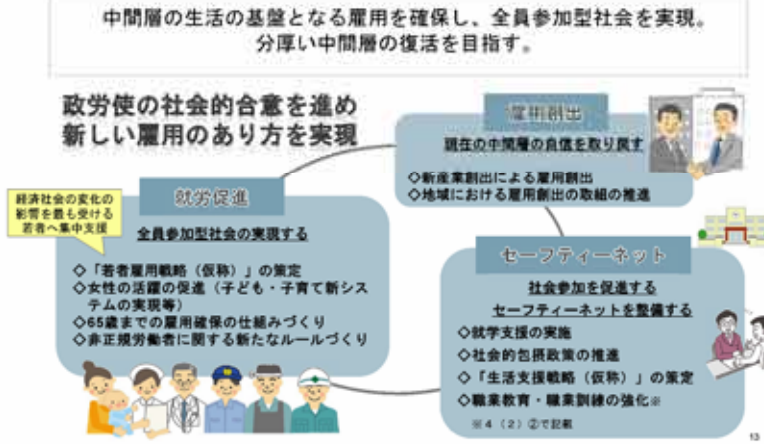 中間層の生活の基盤となる雇用を確保し、全員参加型社会を実現。
分厚い中間層の復活を目指す。
政労使の社会的合意を進め
新しい雇用のあり方を実現
雇用創出
現在の中間層の自信を取り戻す
◇新産業創出による雇用創出
◇地域における雇用創出の取組の推進
経済社会の変化の
影響を最も受ける
若者へ集中支援
就労促進
全員参加型社会の実現する
◇「若者雇用戦略（仮称）」の策定
◇女性の活躍の促進（子ども・子育て新シス
テムの実現等）
◇65歳までの雇用確保の仕組みづくり
◇非正規労働者に関する新たなルールづくり
セーフティーネット
社会参加を促進する
セーフティーネットを整備する
◇就学支援の実施
◇社会的包摂政策の推進
◇「生活支援戦略（仮称）」の策定
◇職業教育・職業訓練の強化※
※４（２）②で記載
13